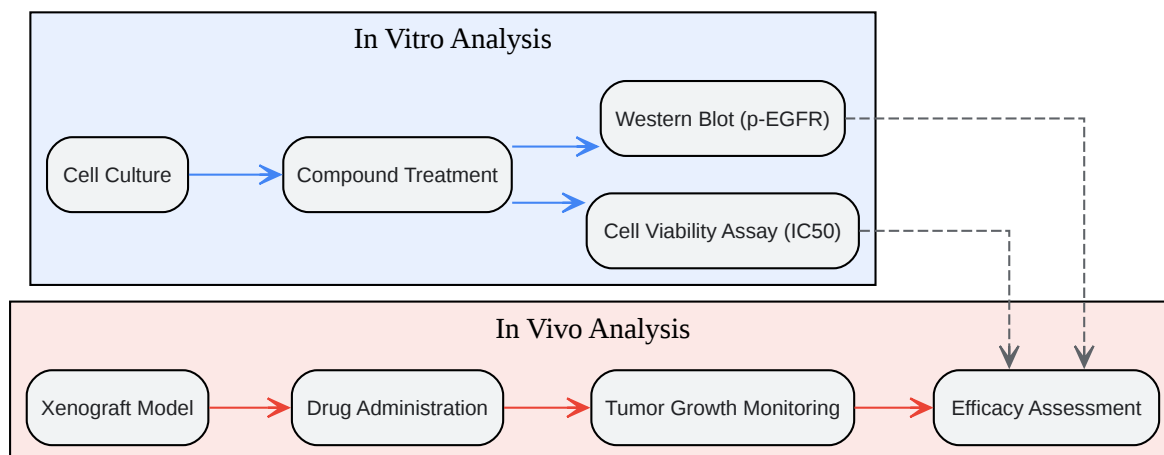 In Vitro Analysis
Western Blot (p-EGFR)
Cell Culture
Compound Treatment
Cell Viability Assay (IC50)
In Vivo Analysis
Xenograft Model
Drug Administration
Tumor Growth Monitoring
Efficacy Assessment